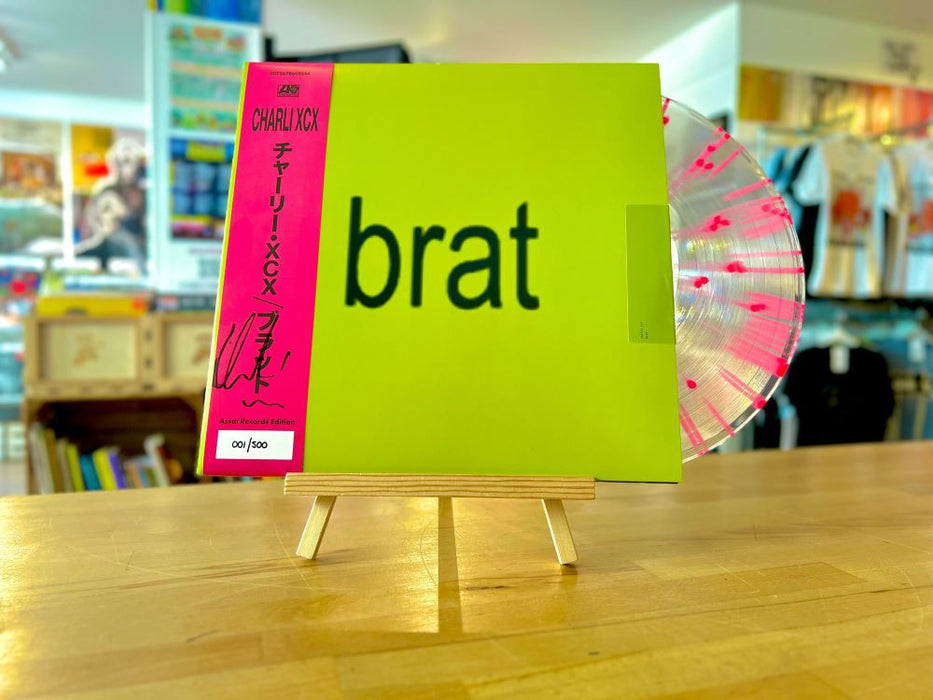 CHARLI XCX
チャーリー・XCX／ブラット
Assai Records Edition
001/500
brat